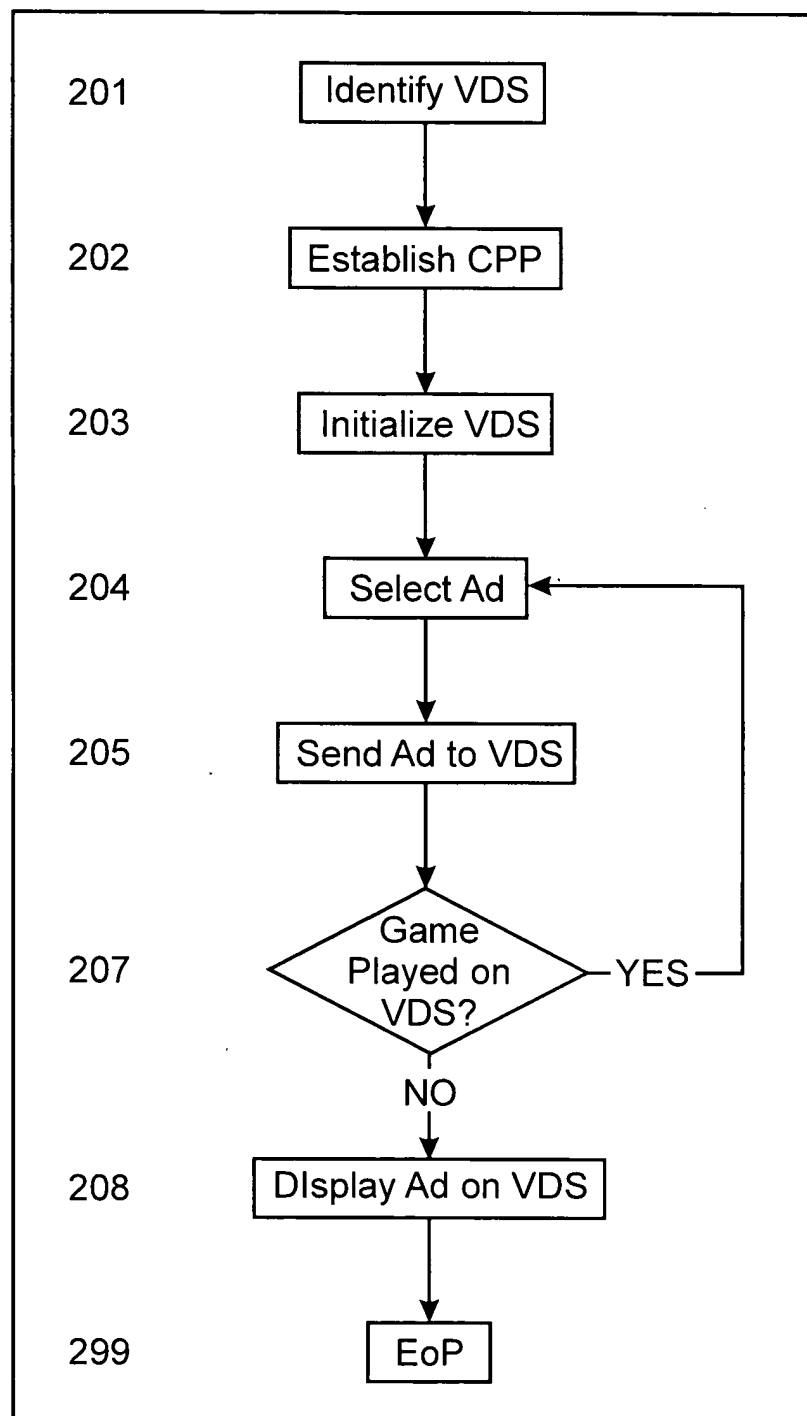 201
Identify VDS
202
Establish CPP
203
Initialize VDS
204
Select Ad
205
Send Ad to VDS
207
Game
Played on
VDS?
YES
NO
208
DIsplay Ad on VDS
299
EoP